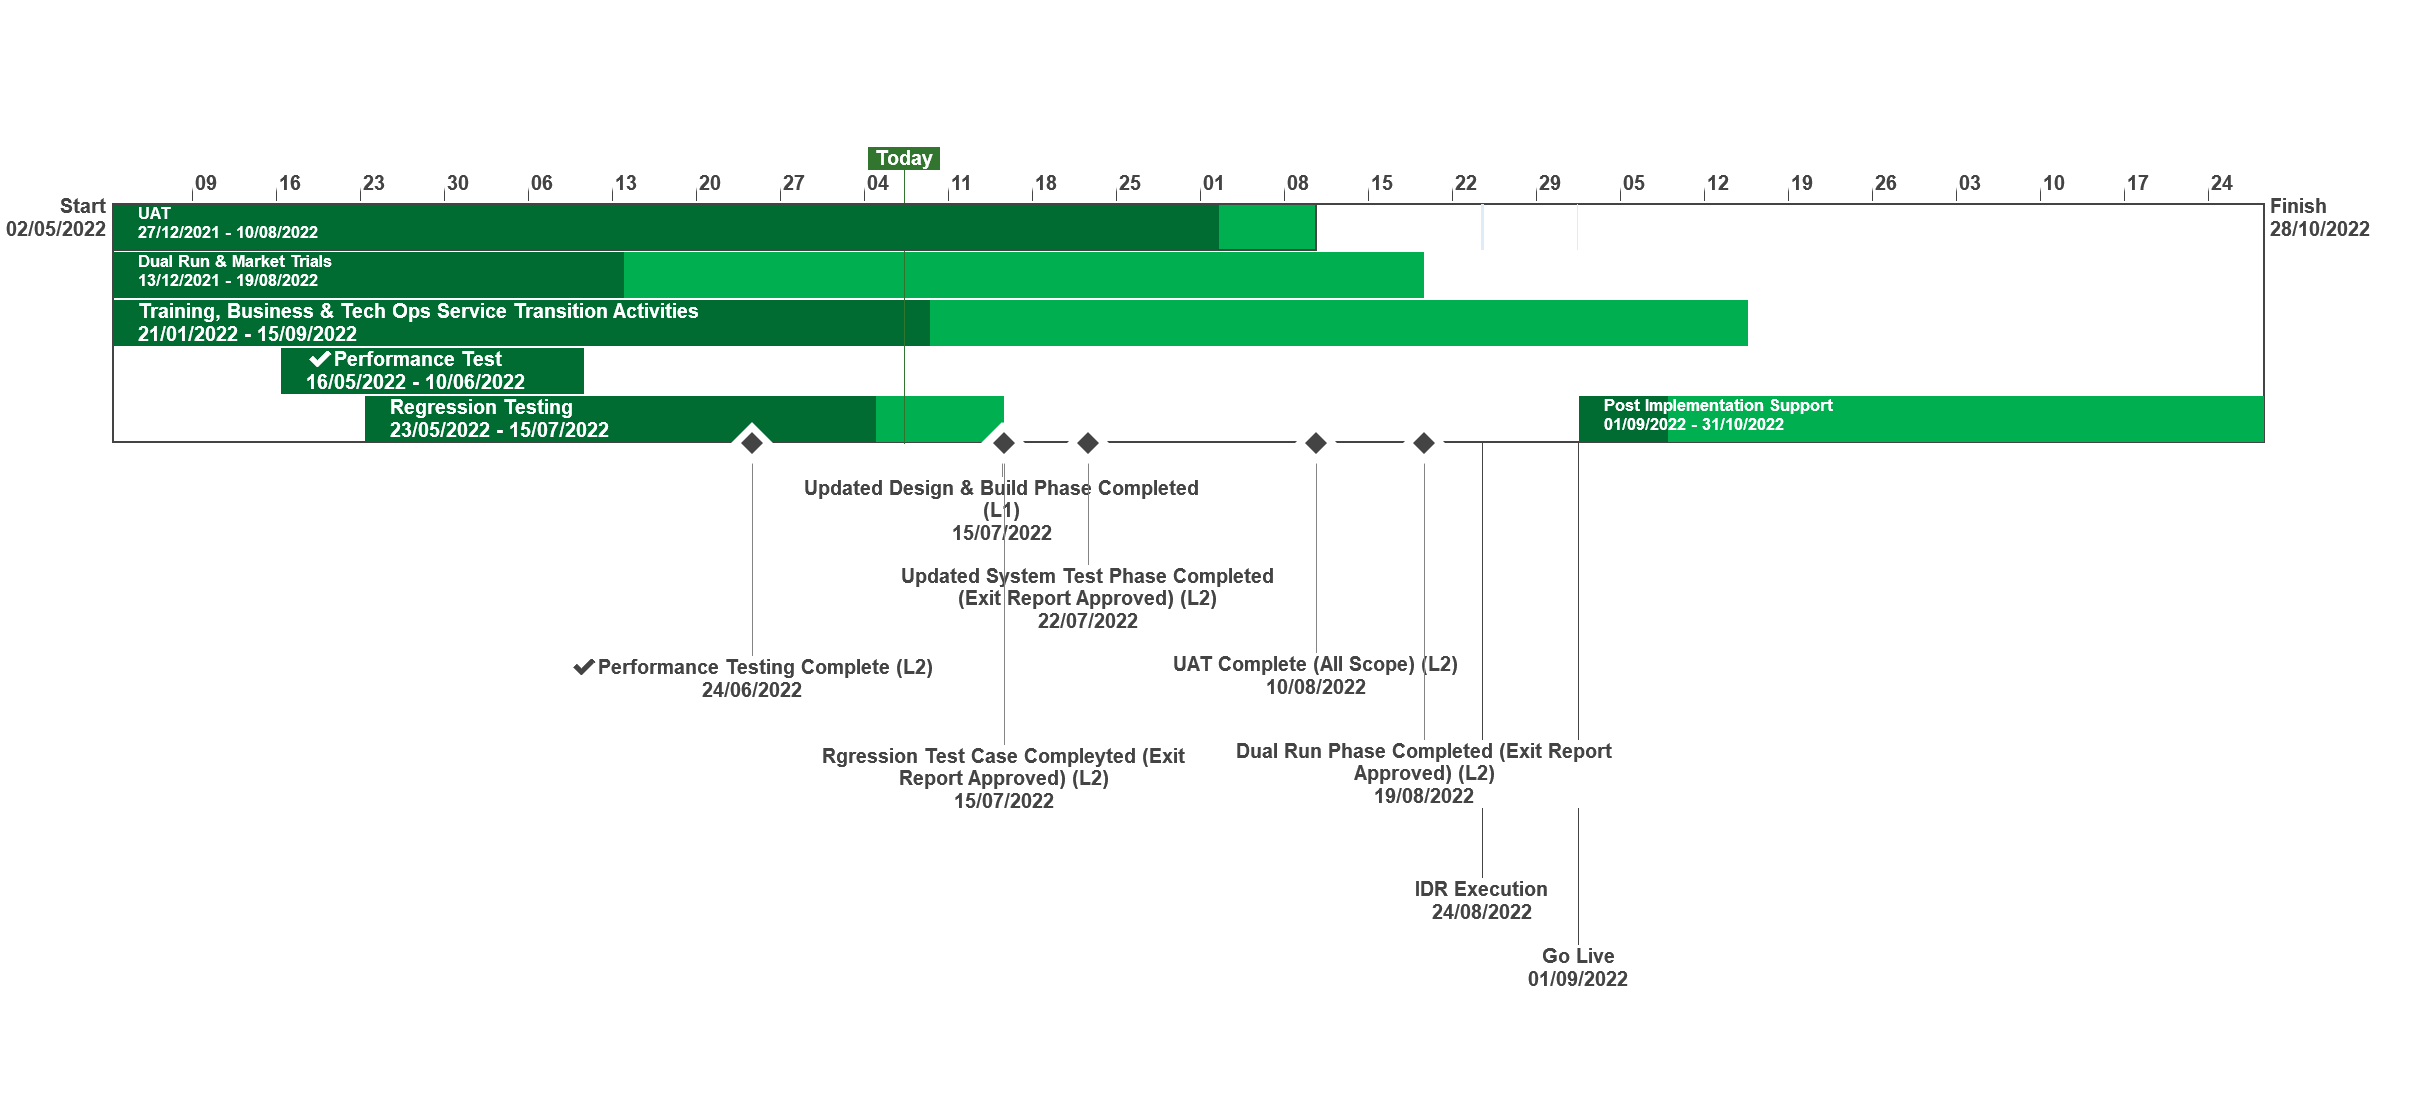 Today
09 16 23 30 06 13 20 27 04 11 18 25 01 08 15 22 29 05 12 19 26 03 10 17 24
Start
02/05/2022
Finish
28/10/2022
UAT
27/12/2021 - 10/08/2022
Dual Run & Market Trials
13/12/2021 - 19/08/2022
Training, Business & Tech Ops Service Transition Activities
21/01/2022 - 15/09/2022
Performance Test
16/05/2022 - 10/06/2022
Regression Testing
23/05/2022 - 15/07/2022
Post Implementation Support
01/09/2022 - 31/10/2022
Updated Design & Build Phase Completed
(L1)
15/07/2022
Updated System Test Phase Completed
(Exit Report Approved) (L2)
22/07/2022
Performance Testing Complete (L2)
24/06/2022
UAT Complete (All Scope) (L2)
10/08/2022
Rgression Test Case Compleyted (Exit
Report Approved) (L2)
15/07/2022
Dual Run Phase Completed (Exit Report
Approved) (L2)
19/08/2022
IDR Execution
24/08/2022
Go Live
01/09/2022